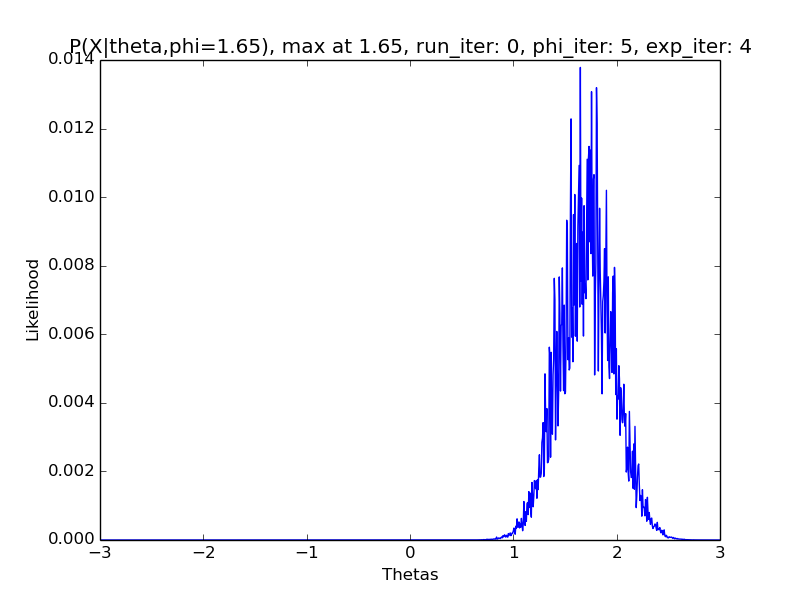 P(X|theta,phi=1.65), max at 1.65, run_iter: 0, phi_iter: 5, exp_iter: 4
0.014
0.012
0.010
0.008
0.006
0.004
0.002
0.000
Likelihood
−3 −2 −1 0 1 2 3
Thetas